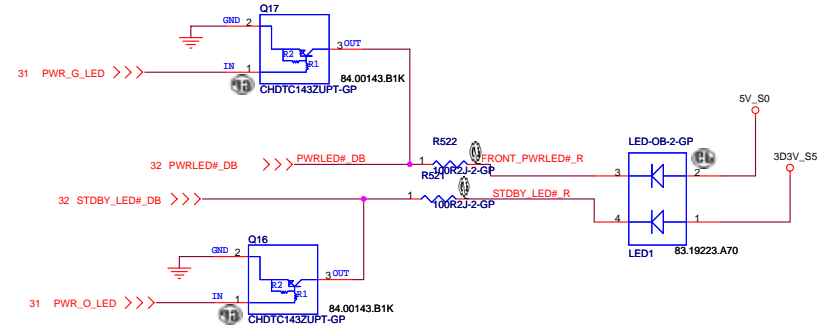 Q17
GND 2
3 OUT
R2
R1
IN 1
31 PWR_G_LED
84.00143.B1K
CHDTC143ZUPT-GP
5V_S0
R522
LED-OB-2-GP
3D3V_S5
32 PWRLED#_DB
PWRLED#_DB
1
FRONT_PWRLED#_R
100R2J-2-GP
3
2
R521
32 STDBY_LED#_DB
1
STDBY_LED#_R
100R2J-2-GP
4
1
Q16
LED1
83.19223.A70
GND 2
3 OUT
R2
R1
IN 1
31 PWR_O_LED
84.00143.B1K
CHDTC143ZUPT-GP